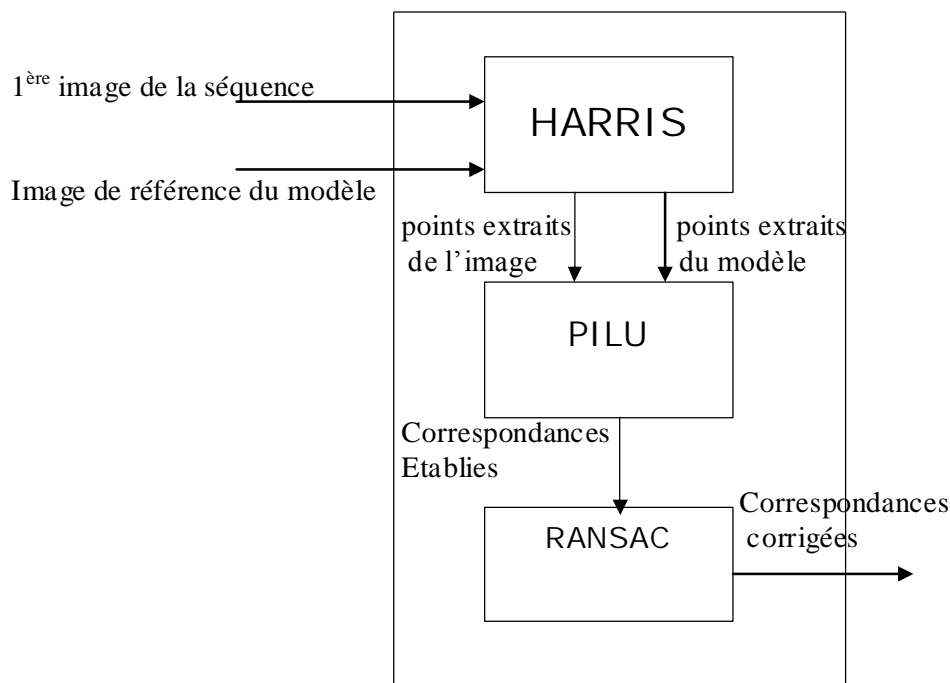 1ère image de la séquence
HARRIS
Image de référence du modèle
points extraits
de l’image
points extraits
du modèle
PILU
Correspondances
Etablies
RANSAC
Correspondances
corrigées